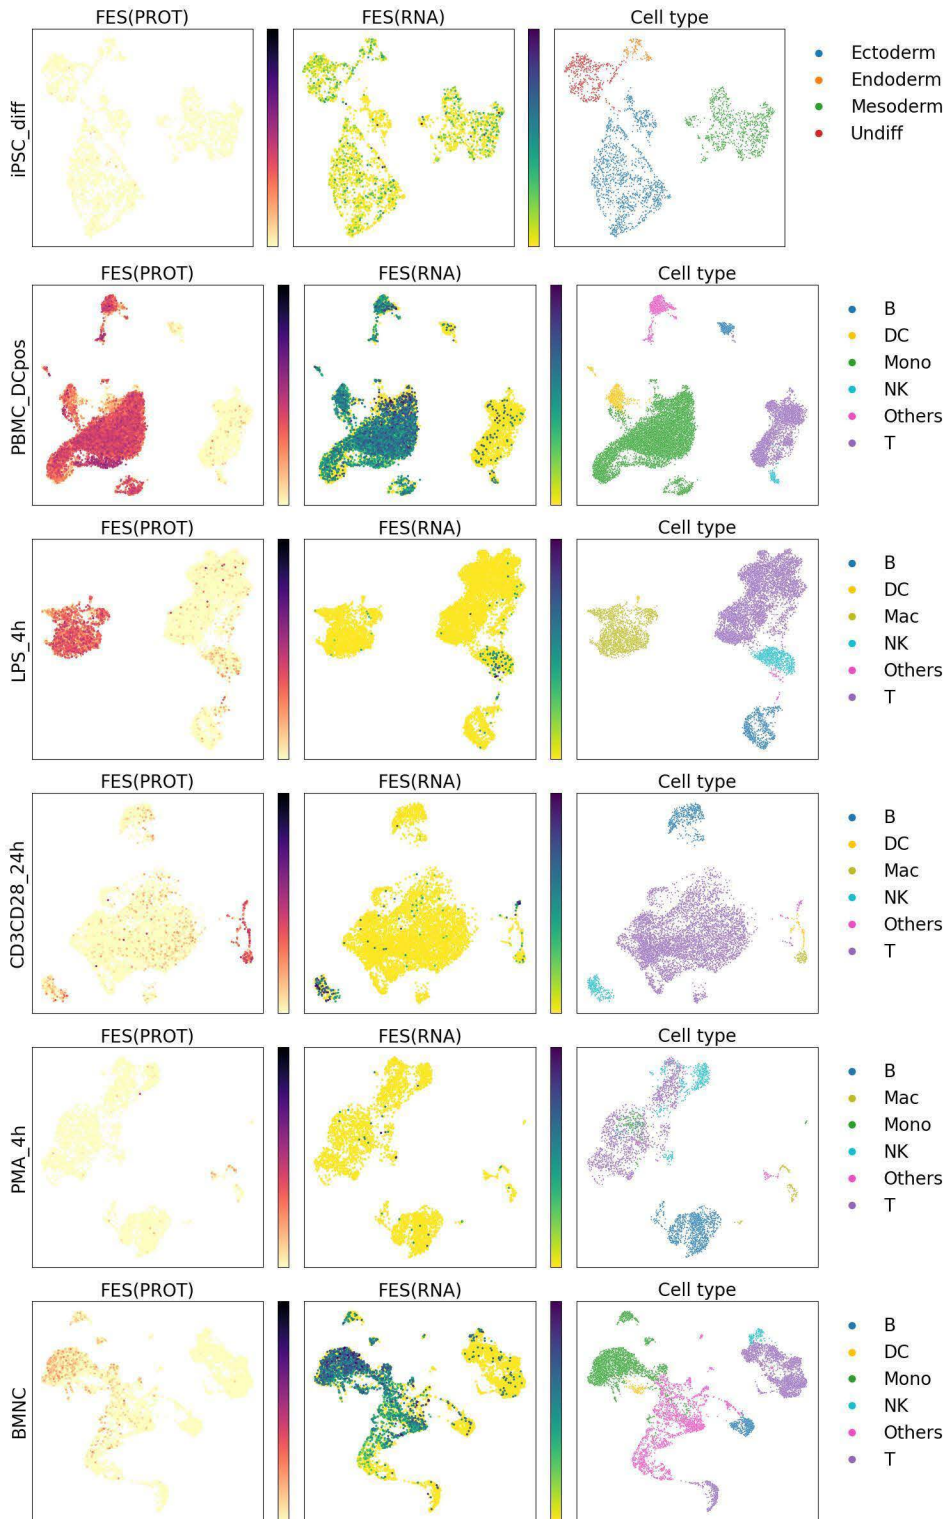 FES(PROT) FES(RNA) Cell type
iPSC_diff
Ectoderm
Endoderm
Mesoderm
Undiff
FES(PROT) FES(RNA) Cell type
PBMC_DCpos
B
DC
Mono
NK
Others
T
FES(PROT) FES(RNA) Cell type
LPS_4h
B
DC
Mac
NK
Others
T
FES(PROT) FES(RNA) Cell type
CD3CD28_24h
B
DC
Mac
NK
Others
T
FES(PROT) FES(RNA) Cell type
PMA_4h
B
Mac
Mono
NK
Others
T
FES(PROT) FES(RNA) Cell type
BMNC
B
DC
Mono
NK
Others
T